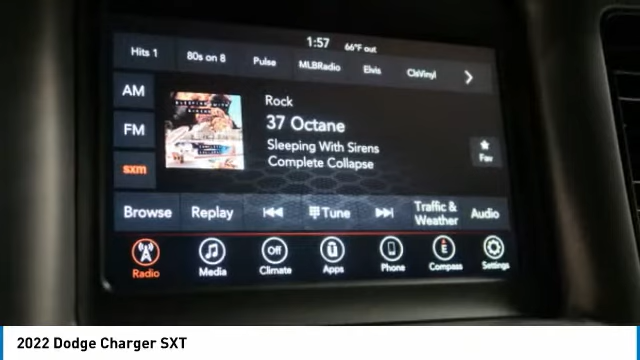 1:57 66°F out
Hits 1 80s on 8 Pulse MLBRadio Elvis ClsVinyl
AM
FM
sxm
Rock
37 Octane
Sleeping With Sirens
Complete Collapse
Fav
Browse Replay Tune Traffic & Weather Audio
Radio Media Off Climate Apps Phone E Compass Settings
2022 Dodge Charger SXT